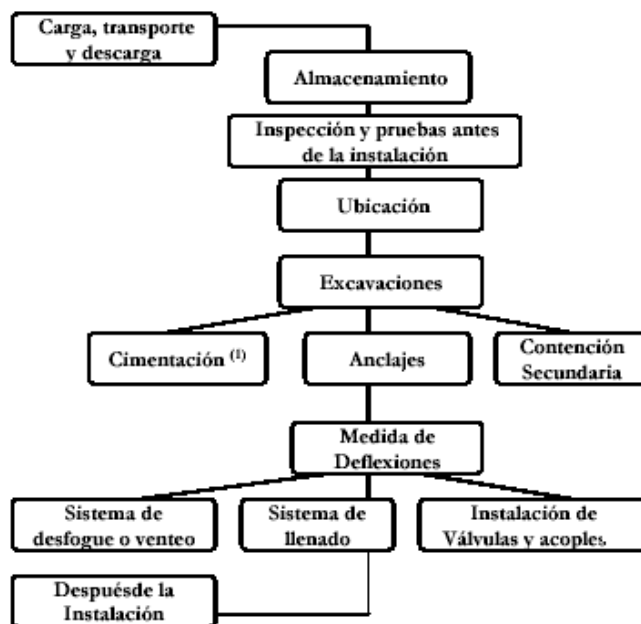 Carga, transporte
y descarga
Almacenamiento
Inspección y pruebas antes
de la instalación
Ubicación
Excavaciones
Cimentación (1)
Anclajes
Contención
Secundaria
Medida de
Deflexiones
Sistema de
desfogue o venteo
Sistema de
llenado
Instalación de
Válvulas y acoples
Despuésde la
Instalación